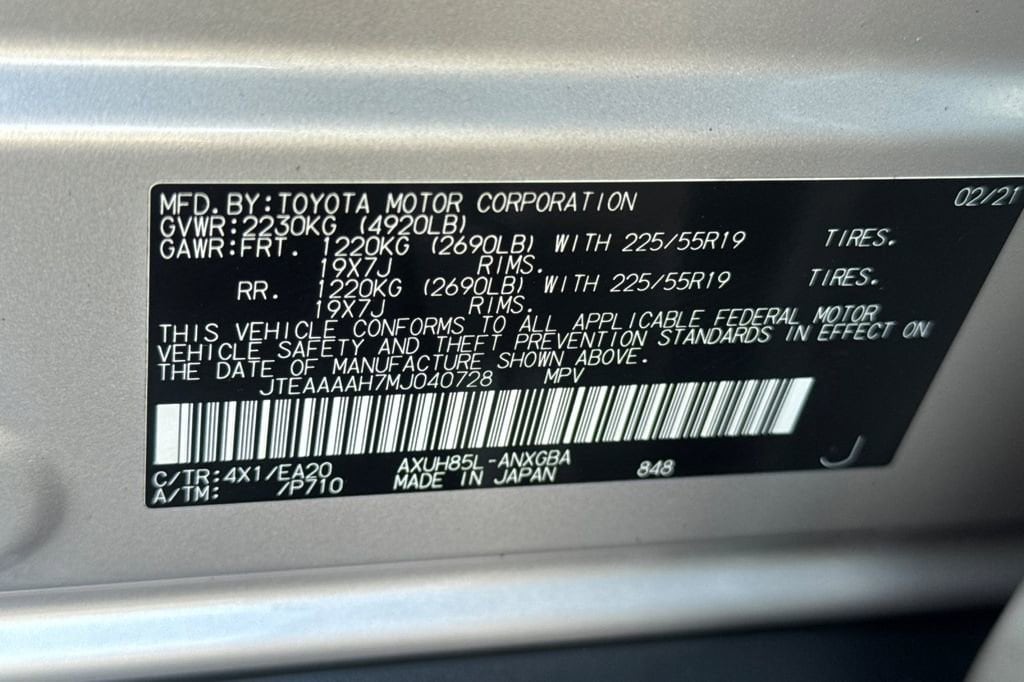 MFD.BY:TOYOTA MOTOR CORPORATION 02/21
GVWR:2230KG (4920LB)
GAWR:FRT. 1220KG (2690LB) WITH 225/55R19 TIRES.
19X7J RIMS.
RR. 1220KG (2690LB) WITH 225/55R19 TIRES.
19X7J RIMS.
THIS VEHICLE CONFORMS TO ALL APPLICABLE FEDERAL MOTOR
VEHICLE SAFETY AND THEFT PREVENTION STANDARDS IN EFFECT ON
THE DATE OF MANUFACTURE SHOWN ABOVE.
JTEAAAAH7MJ040728 MPV
C/TR:4X1/EA20 AXUH85L-ANXGBA 848 J
A/TM: /P710 MADE IN JAPAN